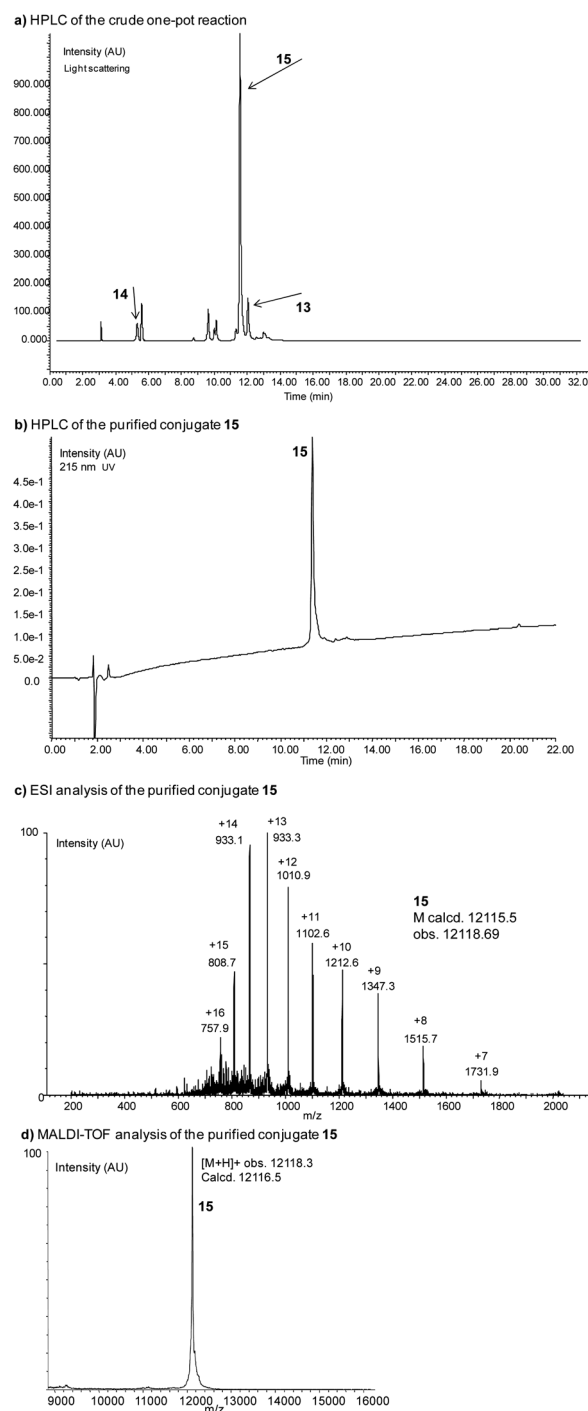 a) HPLC of the crude one-pot reaction
Intensity (AU)
Light scattering
15
900.000
800.000
700.000
600.000
500.000
400.000
300.000
200.000
100.000
0.000
14
13
0.00 2.00 4.00 6.00 8.00 10.00 12.00 14.00 16.00 18.00 20.00 22.00 24.00 26.00 28.00 30.00 32.0
Time (min)
b) HPLC of the purified conjugate 15
Intensity (AU)
215 nm UV
15
4.5e-1
4.0e-1
3.5e-1
3.0e-1
2.5e-1
2.0e-1
1.5e-1
1.0e-1
5.0e-2
0.0
0.00 2.00 4.00 6.00 8.00 10.00 12.00 14.00 16.00 18.00 20.00 22.00
Time (min)
c) ESI analysis of the purified conjugate 15
100
Intensity (AU)
+14
933.1
+13
933.3
+12
1010.9
+11
1102.6
+10
1212.6
+9
1347.3
+8
1515.7
+7
1731.9
+15
808.7
+16
757.9
15
M calcd. 12115.5
obs. 12118.69
0
200 400 600 800 1000 1200 1400 1600 1800 2000
m/z
d) MALDI-TOF analysis of the purified conjugate 15
100
Intensity (AU)
[M+H]+ obs. 12118.3
Calcd. 12116.5
15
0
9000 10000 11000 12000 13000 14000 15000 16000
m/z